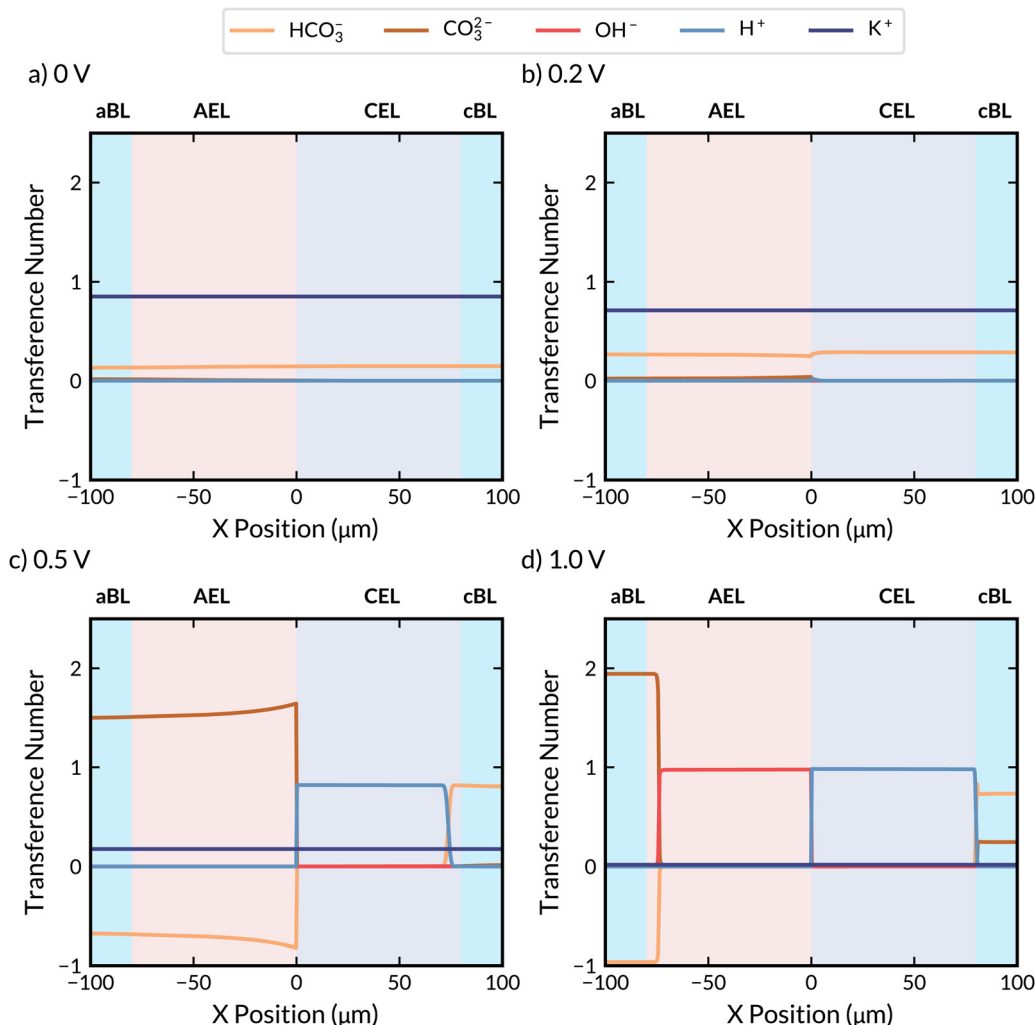 HCO₃⁻ CO₃²⁻ OH⁻ H⁺ K⁺
a) 0 V
aBL AEL CEL cBL
Transference Number
2
1
0
−1
−100 −50 0 50 100
X Position (μm)
b) 0.2 V
aBL AEL CEL cBL
Transference Number
2
1
0
−1
−100 −50 0 50 100
X Position (μm)
c) 0.5 V
aBL AEL CEL cBL
Transference Number
2
1
0
−1
−100 −50 0 50 100
X Position (μm)
d) 1.0 V
aBL AEL CEL cBL
Transference Number
2
1
0
−1
−100 −50 0 50 100
X Position (μm)